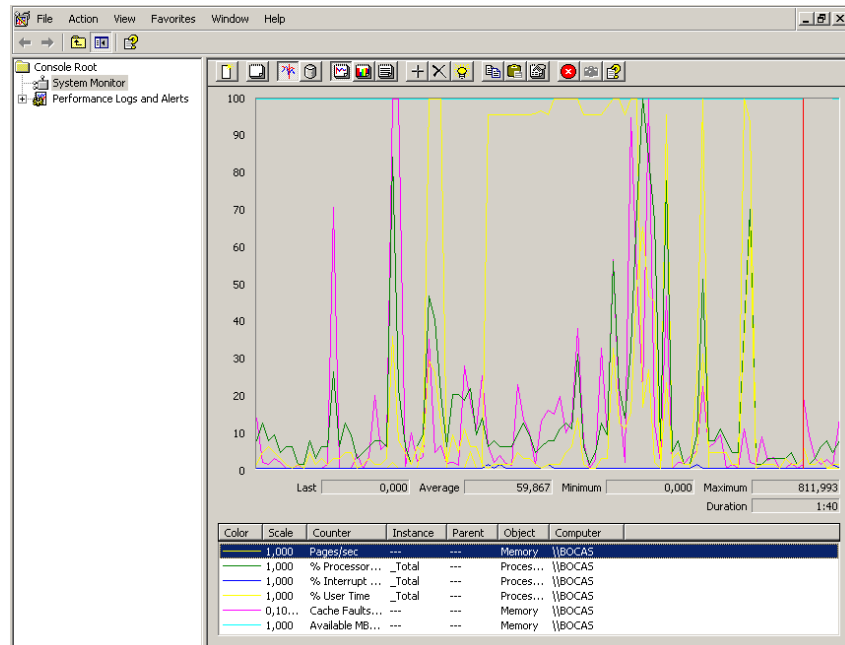 File Action View Favorites Window Help
Console Root
System Monitor
Performance Logs and Alerts
100
90
80
70
60
50
40
30
20
10
0
Last 0,000 Average 59,867 Minimum 0,000 Maximum 811,993
Duration 1:40
Color Scale Counter Instance Parent Object Computer
1,000 Pages/sec --- --- Memory \\BOCAS
1,000 % Processor... _Total Proces... \\BOCAS
1,000 % Interrupt ... _Total Proces... \\BOCAS
1,000 % User Time _Total Proces... \\BOCAS
0,10... Cache Faults... --- --- Memory \\BOCAS
1,000 Available MB... --- --- Memory \\BOCAS